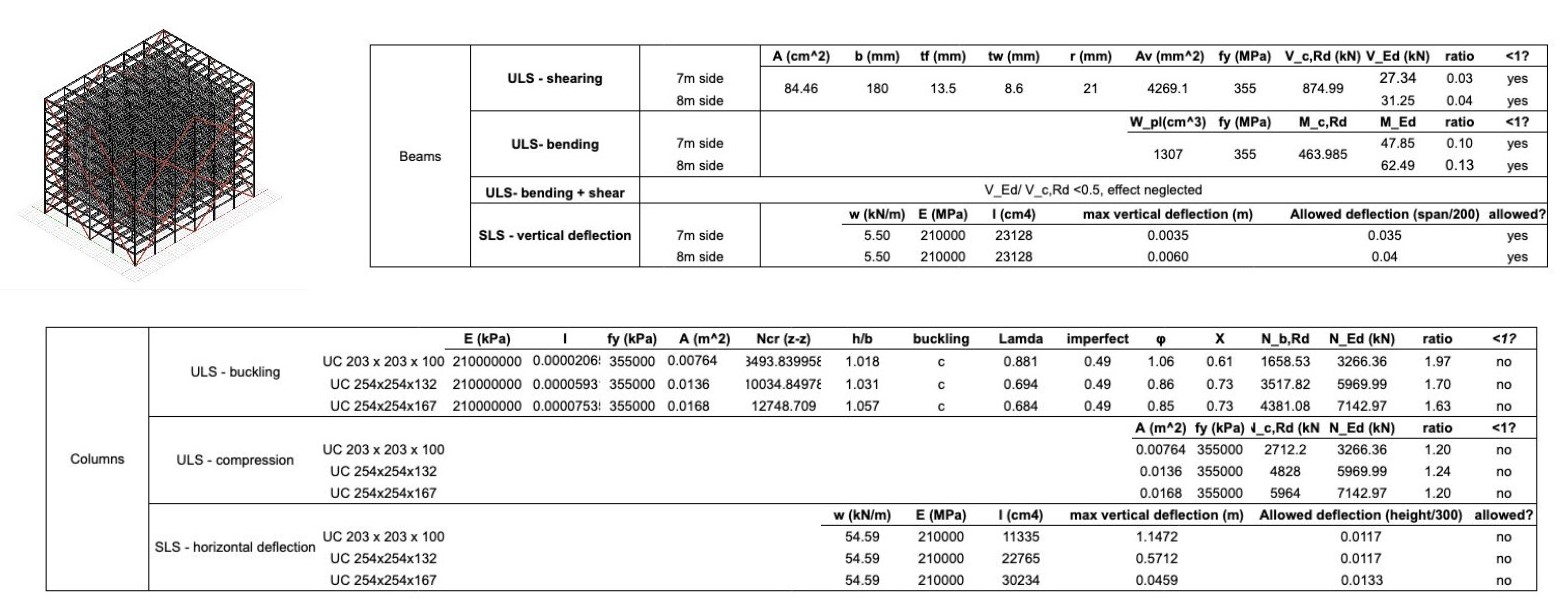 A (cm^2) b (mm) tf (mm) tw (mm) r (mm) Av (mm^2) fy (MPa) V_c,Rd (kN) V_Ed (kN) ratio <1?
Beams
ULS - shearing
7m side 27.34 0.03 yes
84.46 180 13.5 8.6 21 4269.1 355 874.99
8m side 31.25 0.04 yes
W_pl(cm^3) fy (MPa) M_c,Rd M_Ed ratio <1?
ULS- bending
7m side 47.85 0.10 yes
1307 355 463.985
8m side 62.49 0.13 yes
ULS- bending + shear V_Ed/ V_c,Rd <0.5, effect neglected
w (kN/m) E (MPa) I (cm4) max vertical deflection (m) Allowed deflection (span/200) allowed?
SLS - vertical deflection 7m side 5.50 210000 23128 0.0035 0.035 yes
8m side 5.50 210000 23128 0.0060 0.04 yes
Columns
E (kPa) I fy (kPa) A (m^2) Ncr (z-z) h/b buckling Lamda imperfect φ X N_b,Rd N_Ed (kN) ratio <1?
ULS - buckling
UC 203 x 203 x 100 210000000 0.0000206 355000 0.00764 3493.839958 1.018 c 0.881 0.49 1.06 0.61 1658.53 3266.36 1.97 no
UC 254x254x132 210000000 0.0000593 355000 0.0136 10034.84978 1.031 c 0.694 0.49 0.86 0.73 3517.82 5969.99 1.70 no
UC 254x254x167 210000000 0.0000753 355000 0.0168 12748.709 1.057 c 0.684 0.49 0.85 0.73 4381.08 7142.97 1.63 no
A (m^2) fy (kPa) _c,Rd (kN N_Ed (kN) ratio <1?
ULS - compression
UC 203 x 203 x 100 0.00764 355000 2712.2 3266.36 1.20 no
UC 254x254x132 0.0136 355000 4828 5969.99 1.24 no
UC 254x254x167 0.0168 355000 5964 7142.97 1.20 no
w (kN/m) E (MPa) I (cm4) max vertical deflection (m) Allowed deflection (height/300) allowed?
SLS - horizontal deflection
UC 203 x 203 x 100 54.59 210000 11335 1.1472 0.0117 no
UC 254x254x132 54.59 210000 22765 0.5712 0.0117 no
UC 254x254x167 54.59 210000 30234 0.0459 0.0133 no